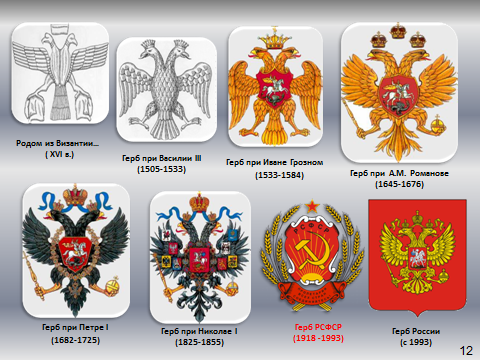 Родом из Византии...
( XVI в.)
Герб при Василии III
(1505-1533)
Герб при Иване Грозном
(1533-1584)
Герб при А.М. Романове
(1645-1676)
Герб при Петре I
(1682-1725)
Герб при Николае I
(1825-1855)
РСФСР
Герб РСФСР
(1918 -1993)
Герб России
(с 1993)
12